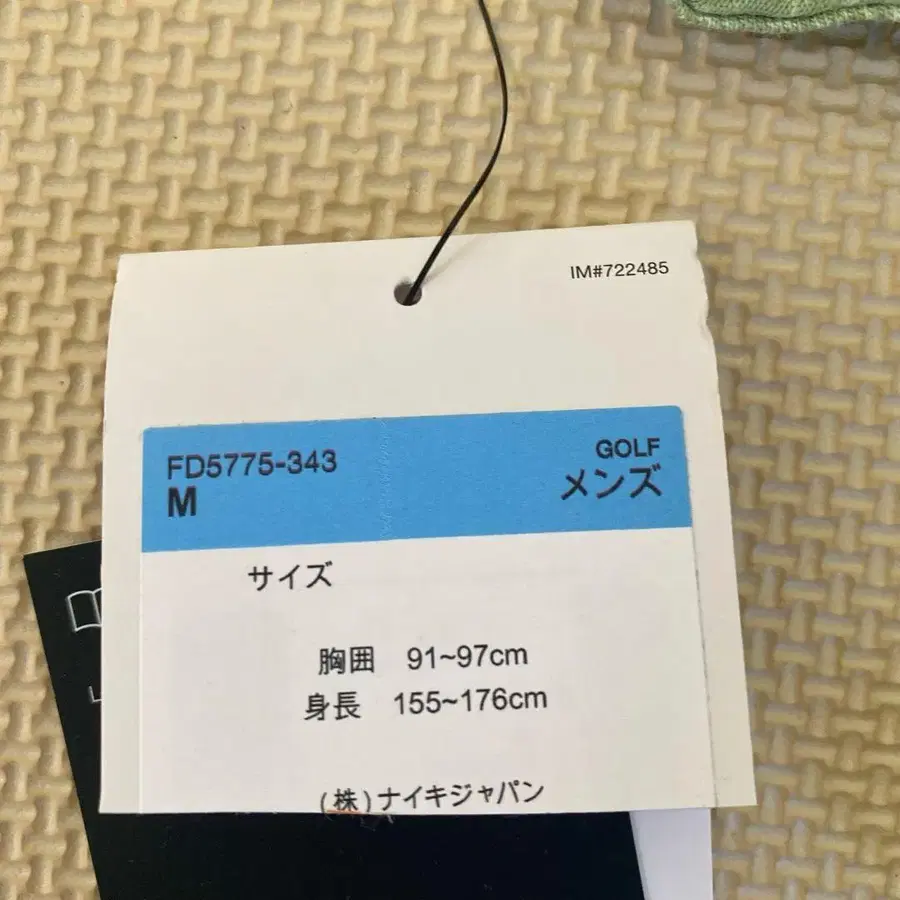 IM#722485
FD5775-343
M
GOLF
メンズ
サイズ
胸囲 91~97cm
身長 155~176cm
(株)ナイキジャパン